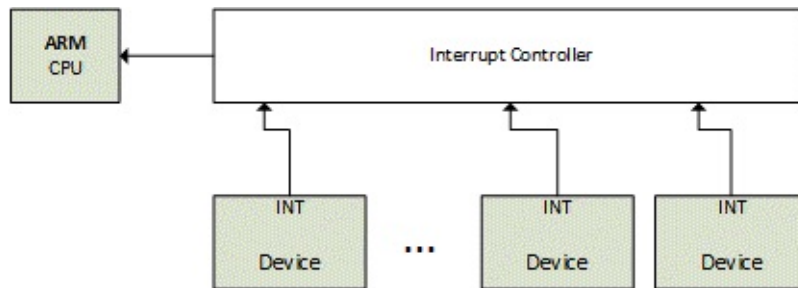 ARM
CPU
Interrupt Controller
INT
Device
...
INT
Device
INT
Device